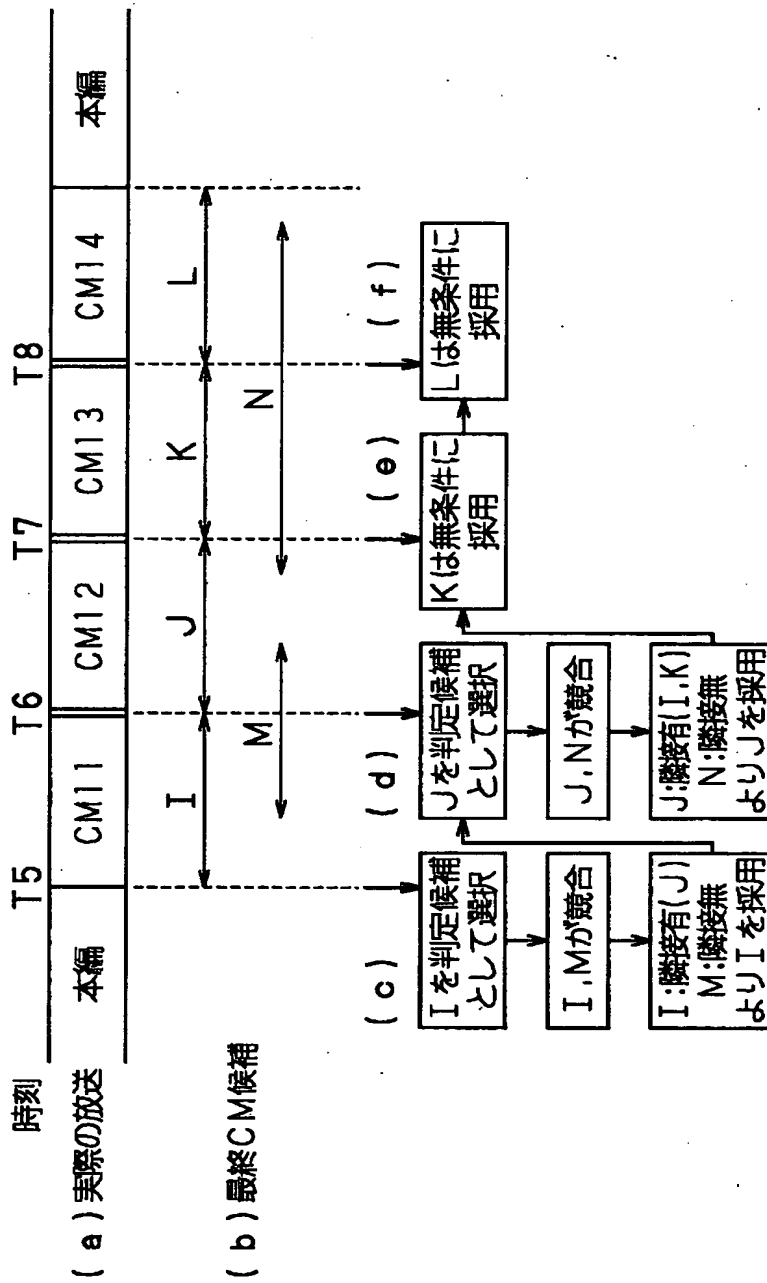 時刻
T5
T6
T7
T8
(a)実際の放送
本編
CM11
CM12
CM13
CM14
本編
(b)最終CM候補
I
J
K
L
M
N
(c)
Iを判定候補
として選択
I,Mが競合
I:隣接有(J)
M:隣接無
よりIを採用
(d)
Jを判定候補
として選択
J,Nが競合
J:隣接有(I,K)
N:隣接無
よりJを採用
(e)
Kは無条件に
採用
(f)
Lは無条件に
採用